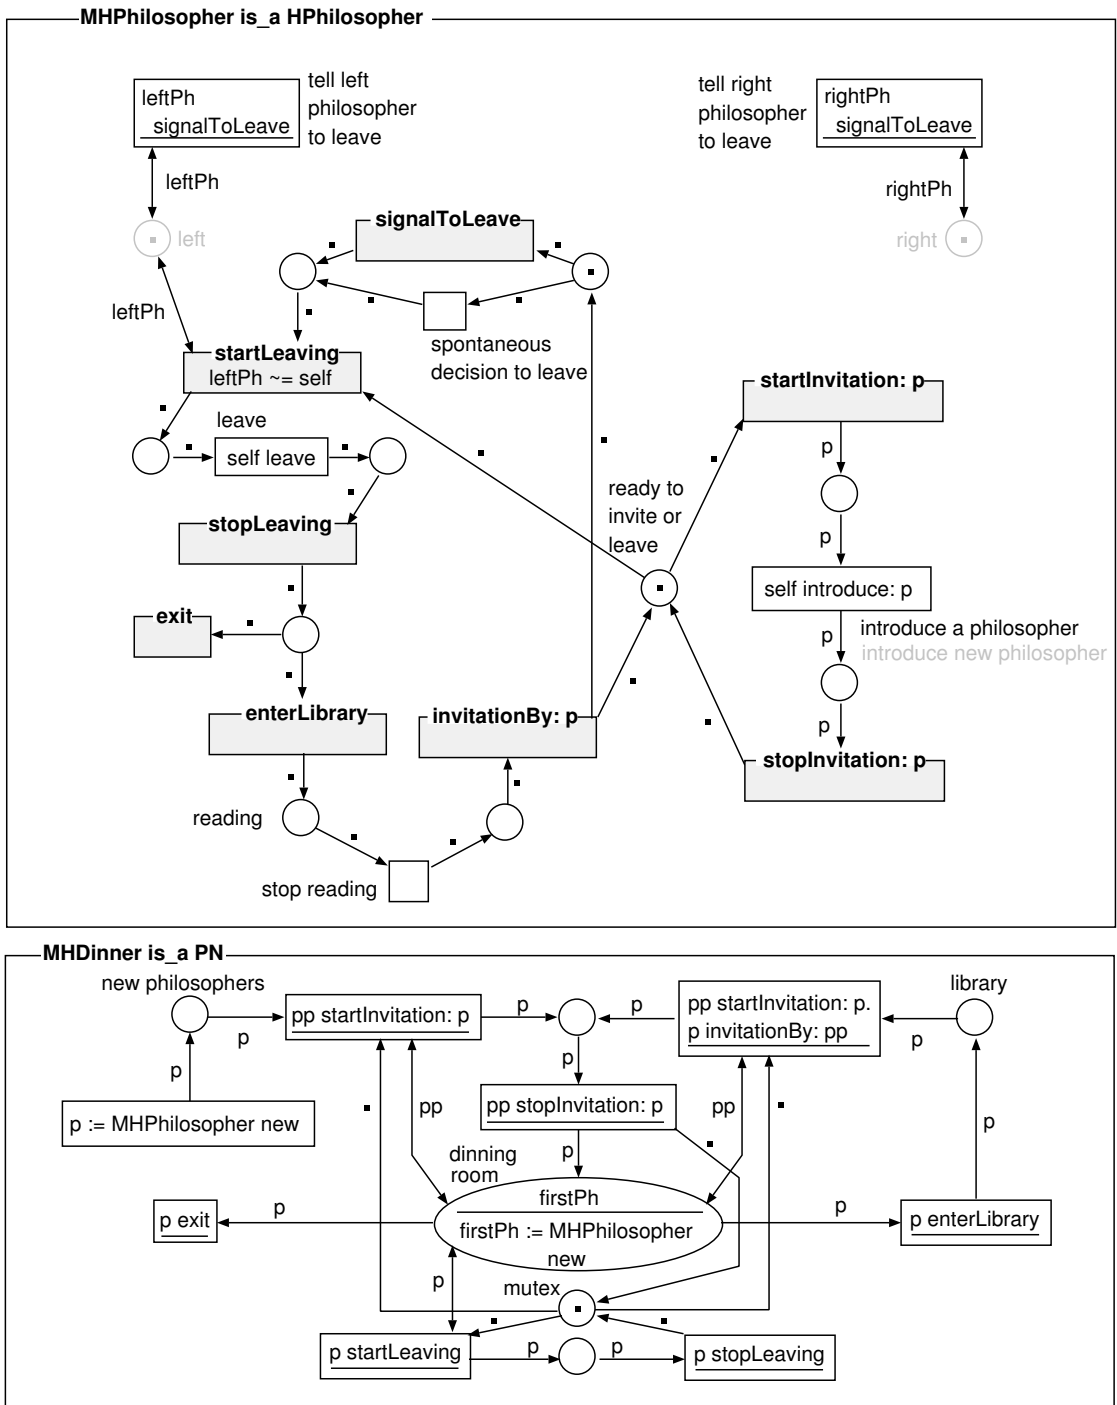 MHPhilosopher is_a HPhilosopher
leftPh
signalToLeave
tell left
philosopher
to leave
tell right
philosopher
to leave
rightPh
signalToLeave
leftPh
rightPh
left
signalToLeave
right
leftPh
spontaneous
decision to leave
startLeaving
leftPh ~= self
startInvitation: p
leave
self leave
p
ready to
invite or
leave
stopLeaving
p
self introduce: p
exit
p
introduce a philosopher
introduce new philosopher
enterLibrary
invitationBy: p
p
stopInvitation: p
reading
stop reading
MHDinner is_a PN
new philosophers
library
pp startInvitation: p
p
p
pp startInvitation: p.
p invitationBy: pp
p
p
p
p
p := MHPhilosopher new
pp
pp stopInvitation: p
pp
p
dinning
room
p
firstPh
firstPh := MHPhilosopher
new
p exit
p
p
p enterLibrary
p
mutex
p startLeaving
p
p
p stopLeaving